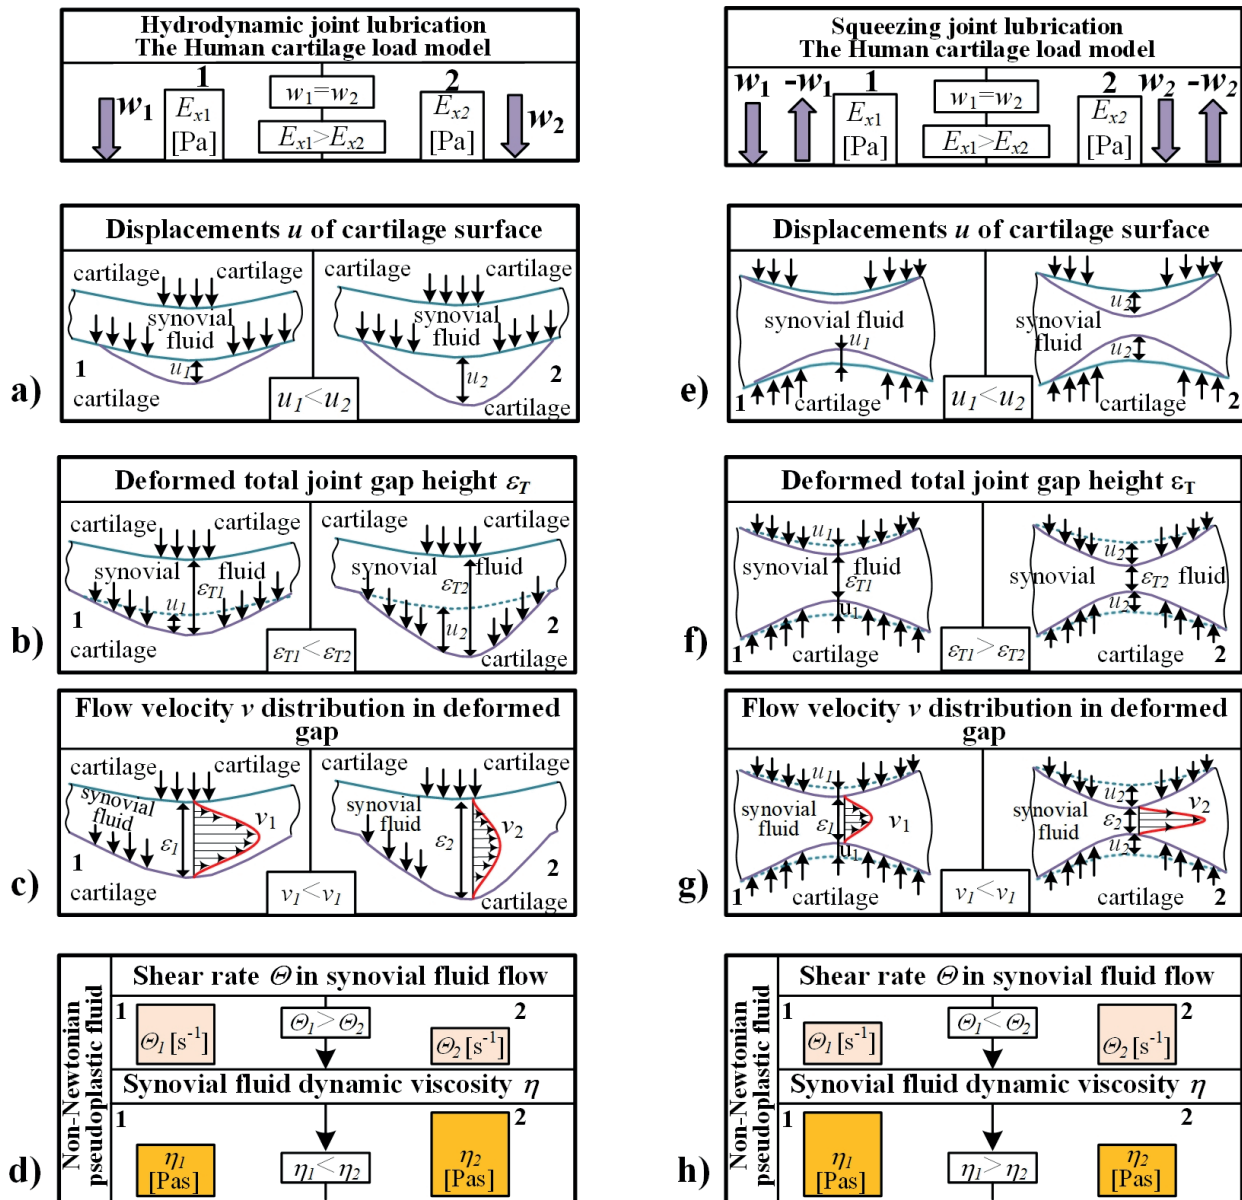 Hydrodynamic joint lubrication
The Human cartilage load model
w₁
1
Eₓ₁
[Pa]
w₁=w₂
Eₓ₁>Eₓ₂
2
Eₓ₂
[Pa]
w₂
a)
Displacements u of cartilage surface
cartilage
cartilage
synovial
fluid
1
u₁
cartilage
cartilage
cartilage
synovial
fluid
u₂
2
cartilage
u₁<u₂
b)
Deformed total joint gap height ε_T
cartilage
cartilage
synovial
fluid
ε_T1
u₁
1
cartilage
cartilage
cartilage
synovial
fluid
ε_T2
u₂
2
cartilage
ε_T1<ε_T2
c)
Flow velocity v distribution in deformed
gap
cartilage
cartilage
synovial
fluid
ε₁
v₁
1
cartilage
cartilage
cartilage
synovial
fluid
ε₂
v₂
2
cartilage
v₁<v₁
d)
Non-Newtonian
pseudoplastic fluid
Shear rate Θ in synovial fluid flow
1
Θ₁ [s⁻¹]
Θ₁>Θ₂
2
Θ₂ [s⁻¹]
Synovial fluid dynamic viscosity η
1
η₁
[Pas]
η₁<η₂
2
η₂
[Pas]
Squeezing joint lubrication
The Human cartilage load model
w₁
-w₁
1
Eₓ₁
[Pa]
w₁=w₂
Eₓ₁>Eₓ₂
2
Eₓ₂
[Pa]
w₂
-w₂
e)
Displacements u of cartilage surface
synovial fluid
u₁
1
cartilage
u₂
synovial
fluid
u₂
cartilage
2
u₁<u₂
f)
Deformed total joint gap height ε_T
u₁
synovial
fluid
ε_T1
u₁
1
cartilage
u₂
synovial
ε_T2
fluid
u₂
cartilage
2
ε_T1>ε_T2
g)
Flow velocity v distribution in deformed
gap
u₁
synovial
fluid
ε₁
v₁
u₁
1
cartilage
u₂
synovial
fluid
ε₂
v₂
u₂
cartilage
2
v₁<v₁
h)
Non-Newtonian
pseudoplastic fluid
Shear rate Θ in synovial fluid flow
1
Θ₁ [s⁻¹]
Θ₁<Θ₂
2
Θ₂ [s⁻¹]
Synovial fluid dynamic viscosity η
1
η₁
[Pas]
η₁>η₂
2
η₂
[Pas]